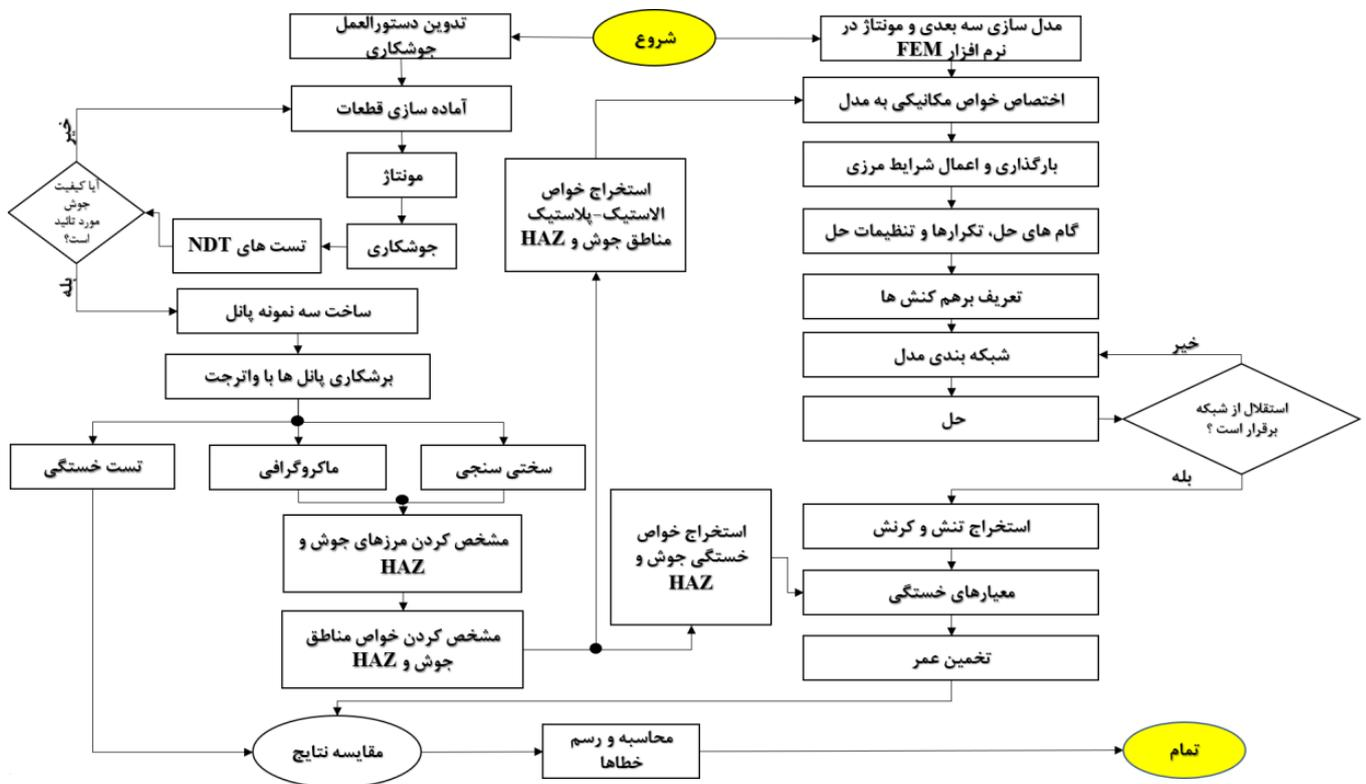 شروع
تدوین دستورالعمل
جوشکاری
آماده سازی قطعات
مونتاژ
جوشکاری
تست های NDT
آیا کیفیت
جوش
مورد تائید
است؟
خیر
بله
ساخت سه نمونه پانل
برشکاری پانل ها با واترجت
سختی سنجی
ماکروگرافی
تست خستگی
مشخص کردن مرزهای جوش و
HAZ
مشخص کردن خواص مناطق
جوش و HAZ
استخراج خواص
الاستیک-پلاستیک
مناطق جوش و HAZ
استخراج خواص
خستگی جوش و
HAZ
مدل سازی سه بعدی و مونتاژ در
نرم افزار FEM
اختصاص خواص مکانیکی به مدل
بارگذاری و اعمال شرایط مرزی
گام های حل، تکرارها و تنظیمات حل
تعریف برهم کنش ها
شبکه بندی مدل
حل
استقلال از شبکه
برقرار است ؟
خیر
بله
استخراج تنش و کرنش
معیارهای خستگی
تخمین عمر
مقایسه نتایج
محاسبه و رسم
خطاها
تمام